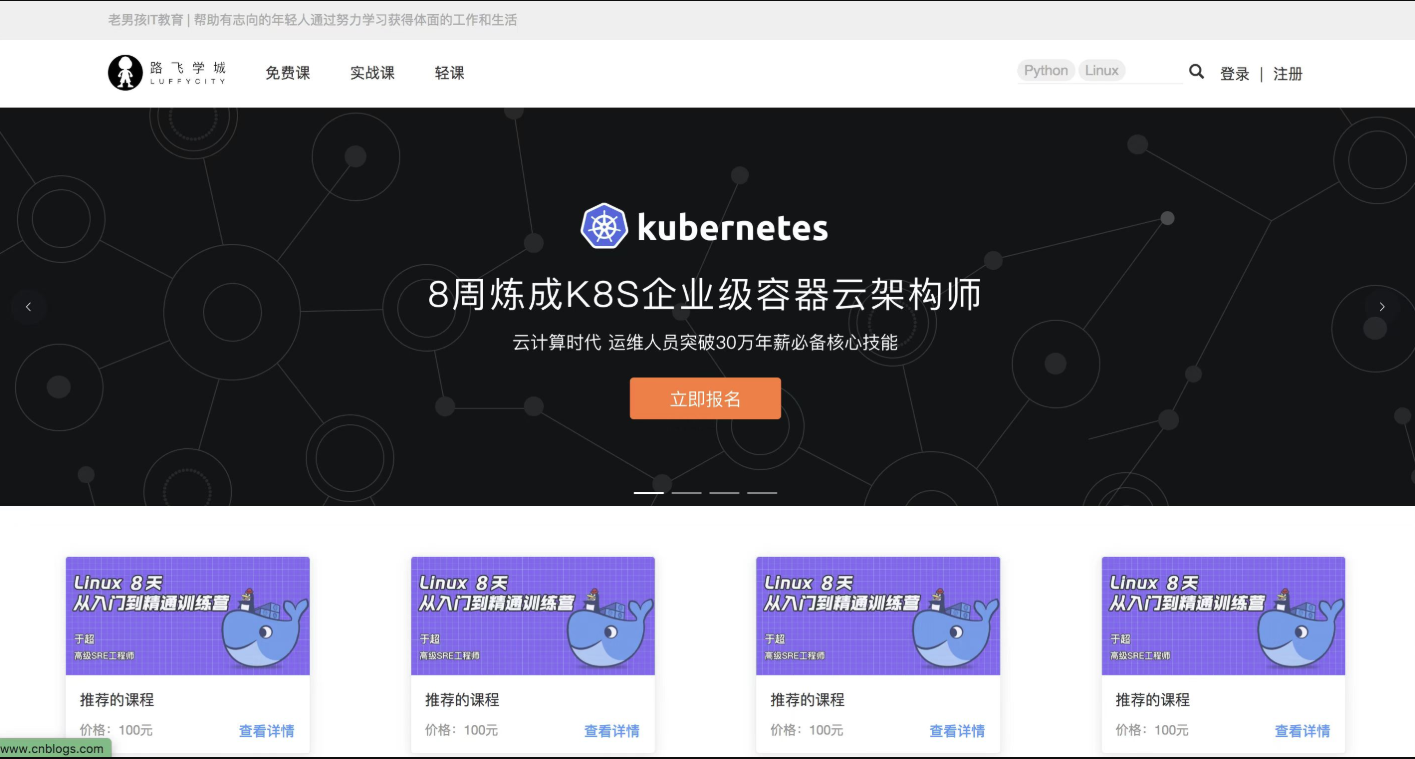 老男孩IT教育 | 帮助有志向的年轻人通过努力学习获得体面的工作和生活
路飞学城
LUFFYCITY
免费课 实战课 轻课
Python Linux
登录 | 注册
kubernetes
8周炼成K8S企业级容器云架构师
云计算时代 运维人员突破30万年薪必备核心技能
立即报名
Linux 8天
从入门到精通训练营
于超
高级SRE工程师
推荐的课程
价格：100元 查看详情
Linux 8天
从入门到精通训练营
于超
高级SRE工程师
推荐的课程
价格：100元 查看详情
Linux 8天
从入门到精通训练营
于超
高级SRE工程师
推荐的课程
价格：100元 查看详情
Linux 8天
从入门到精通训练营
于超
高级SRE工程师
推荐的课程
价格：100元 查看详情
www.cnblogs.com